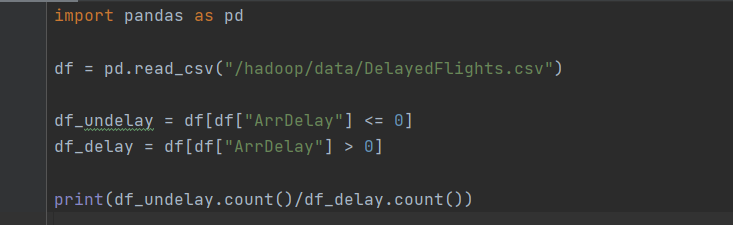 import pandas as pd
df = pd.read_csv("/hadoop/data/DelayedFlights.csv")
df_undelay = df[df["ArrDelay"] <= 0]
df_delay = df[df["ArrDelay"] > 0]
print(df_undelay.count()/df_delay.count())